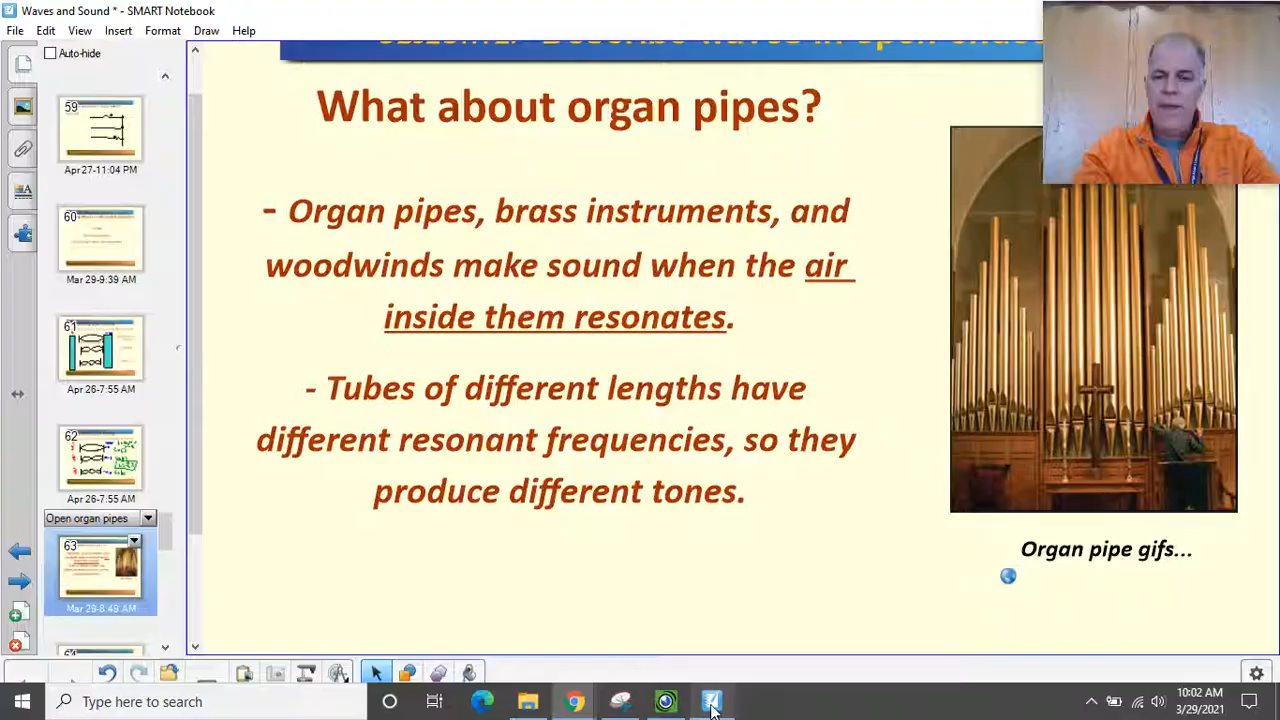 Waves and Sound * - SMART Notebook
File Edit View Insert Format Draw Help
Auto-hide
59
Apr 27-11:04 PM
60
Mar 29-9:39 AM
61
Apr 26-7:55 AM
62
Apr 26-7:55 AM
Open organ pipes
63
Mar 29-8:49 AM
64
What about organ pipes?
- Organ pipes, brass instruments, and
woodwinds make sound when the air
inside them resonates.
- Tubes of different lengths have
different resonant frequencies, so they
produce different tones.
Organ pipe gifs...
Type here to search
10:02 AM
3/29/2021